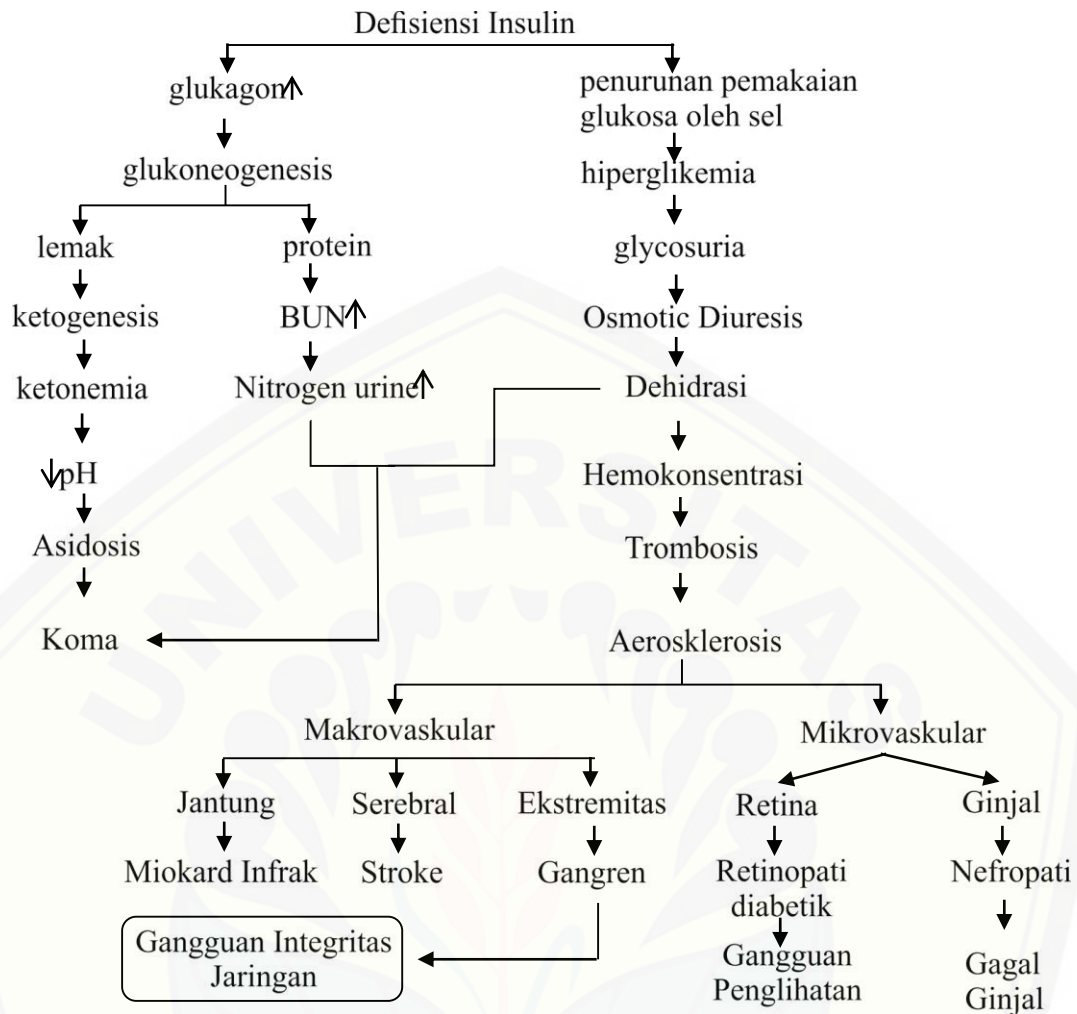 Defisiensi Insulin
glukagon↑
penurunan pemakaian
glukosa oleh sel
glukoneogenesis
hiperglikemia
lemak
protein
glycosuria
ketogenesis
BUN↑
Osmotic Diuresis
ketonemia
Nitrogen urine↑
Dehidrasi
↓pH
Hemokonsentrasi
Asidosis
Trombosis
Koma
Aerosklerosis
Makrovaskular
Mikrovaskular
Jantung
Serebral
Ekstremitas
Retina
Ginjal
Miokard Infrak
Stroke
Gangren
Retinopati
diabetik
Nefropati
Gangguan Integritas
Jaringan
Gangguan
Penglihatan
Gagal
Ginjal
UNIVERSITAS